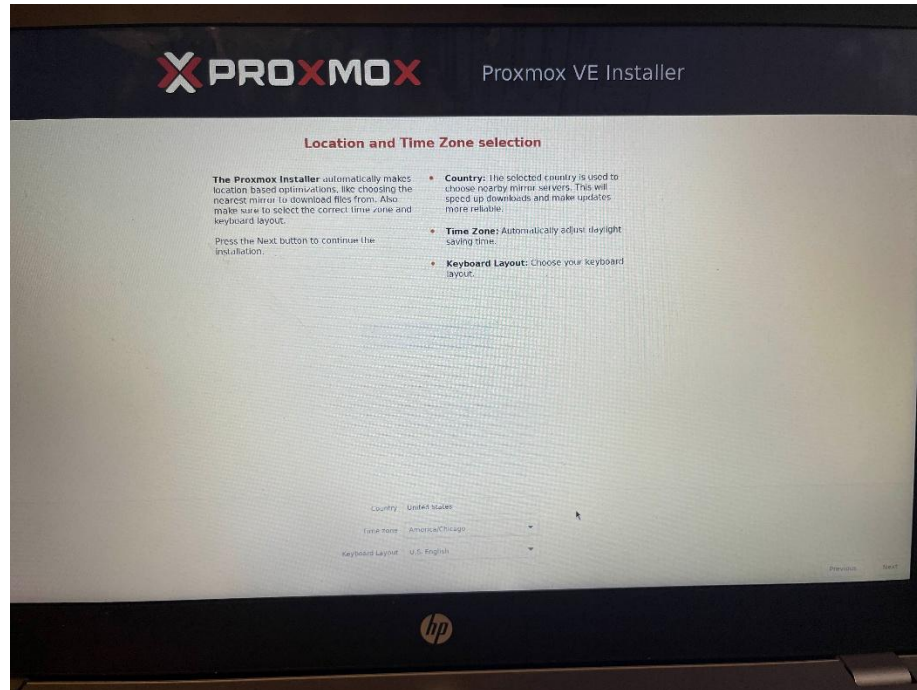 PROXMOX
Proxmox VE Installer
Location and Time Zone selection
The Proxmox Installer automatically makes
location based optimizations, like choosing the
nearest mirror to download files from. Also
make sure to select the correct time zone and
keyboard layout.
Press the Next button to continue the
installation.
Country: The selected country is used to
choose nearby mirror servers. This will
speed up downloads and make updates
more reliable.
Time Zone: Automatically adjust daylight
saving time.
Keyboard Layout: Choose your keyboard
layout.
Country United States
Time zone America/Chicago
Keyboard Layout U.S. English
Previous Next
hp